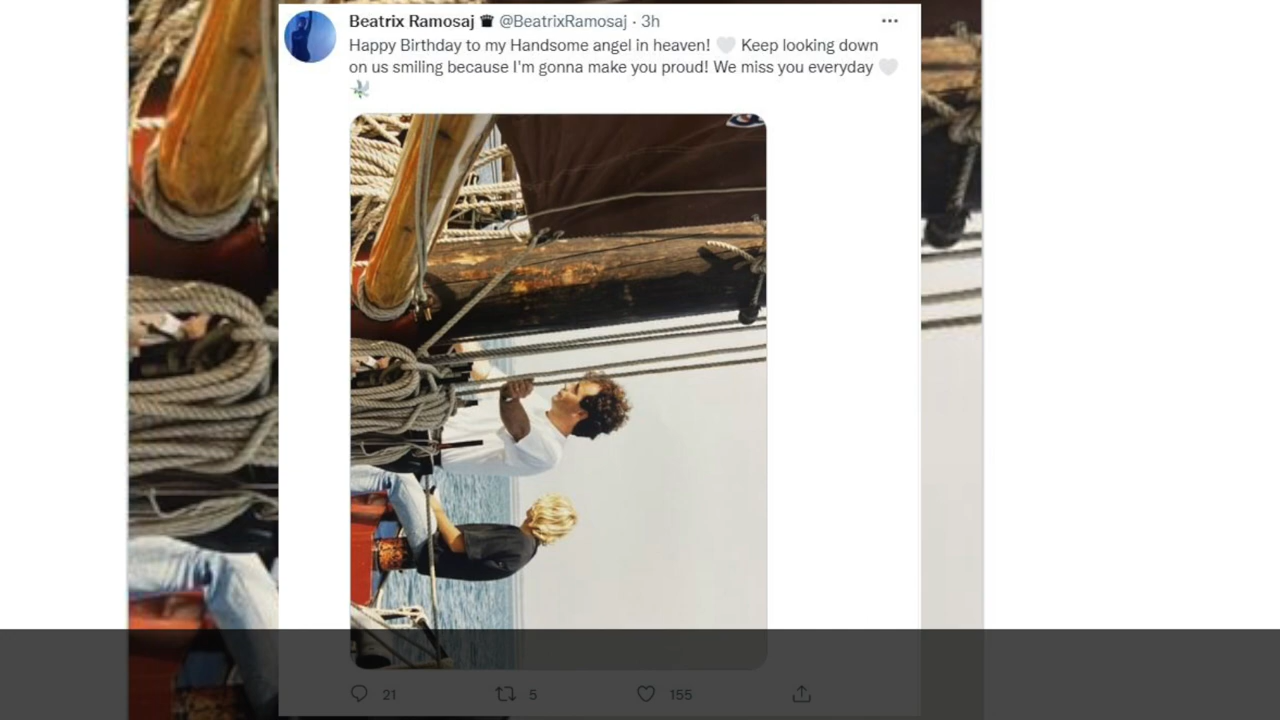 Beatrix Ramosaj ♛ @BeatrixRamosaj · 3h
Happy Birthday to my Handsome angel in heaven! 🤍 Keep looking down
on us smiling because I'm gonna make you proud! We miss you everyday 🤍
🕊
21 5 155